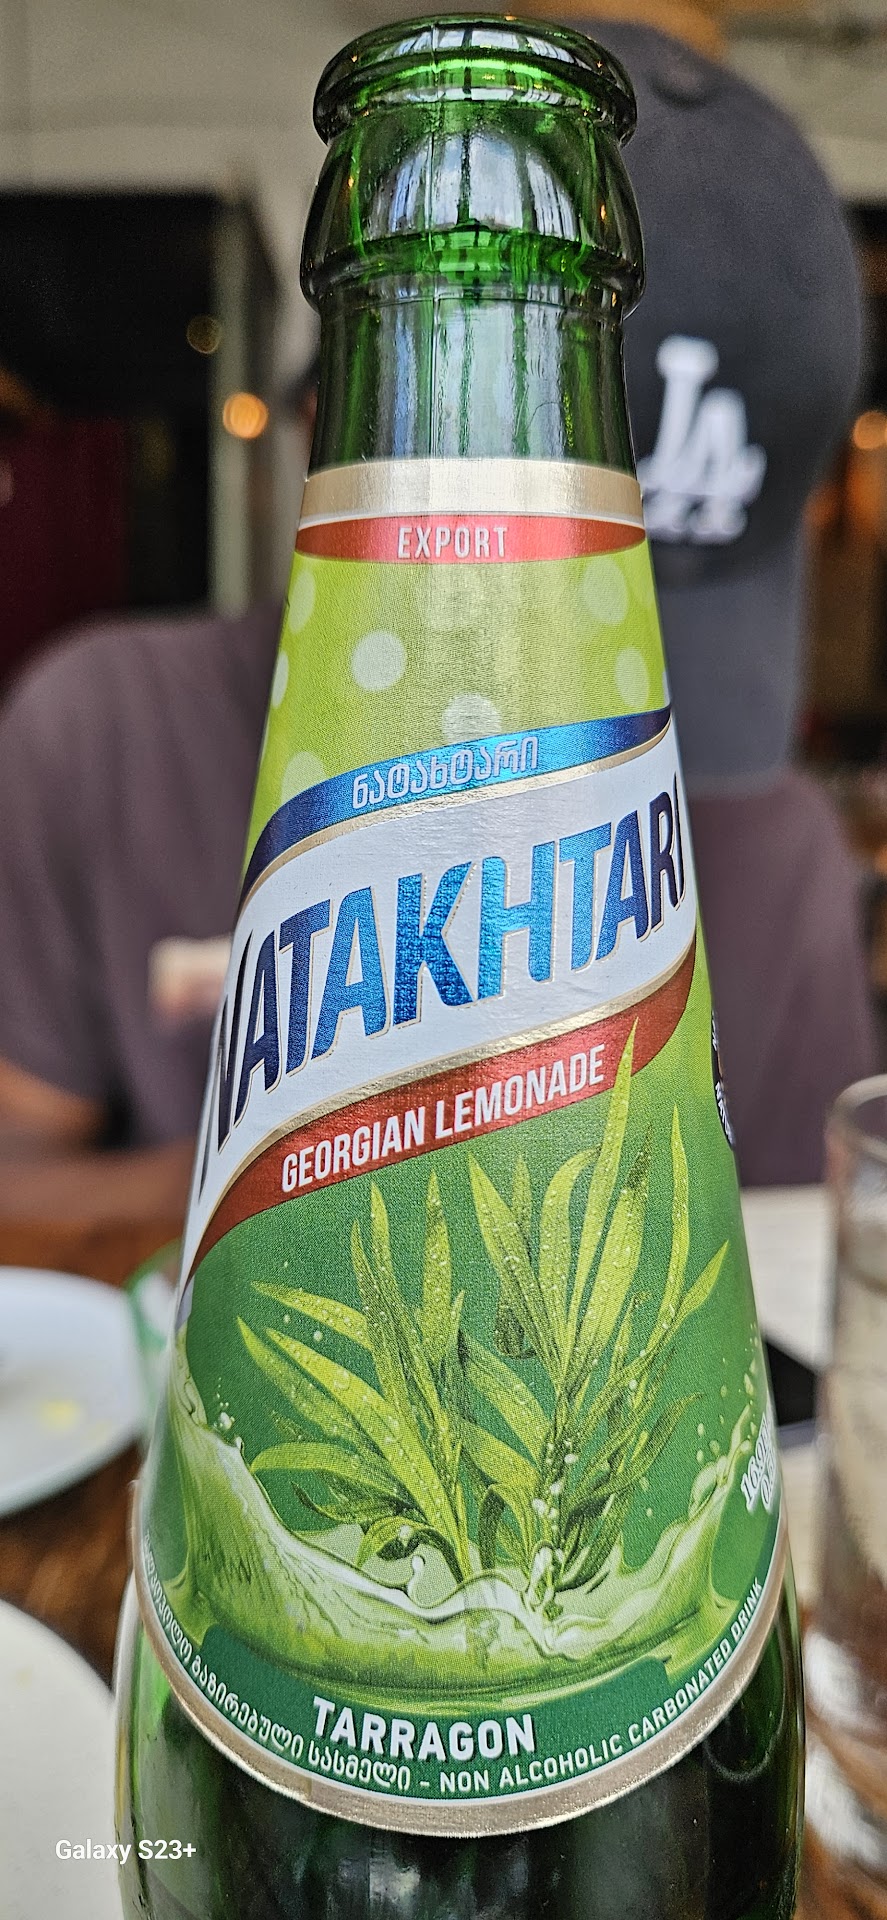 LA
EXPORT
ნატახტარი
NATAKHTARI
GEORGIAN LEMONADE
TARRAGON
გაზირებული სასმელი - NON ALCOHOLIC CARBONATED DRINK
Galaxy S23+